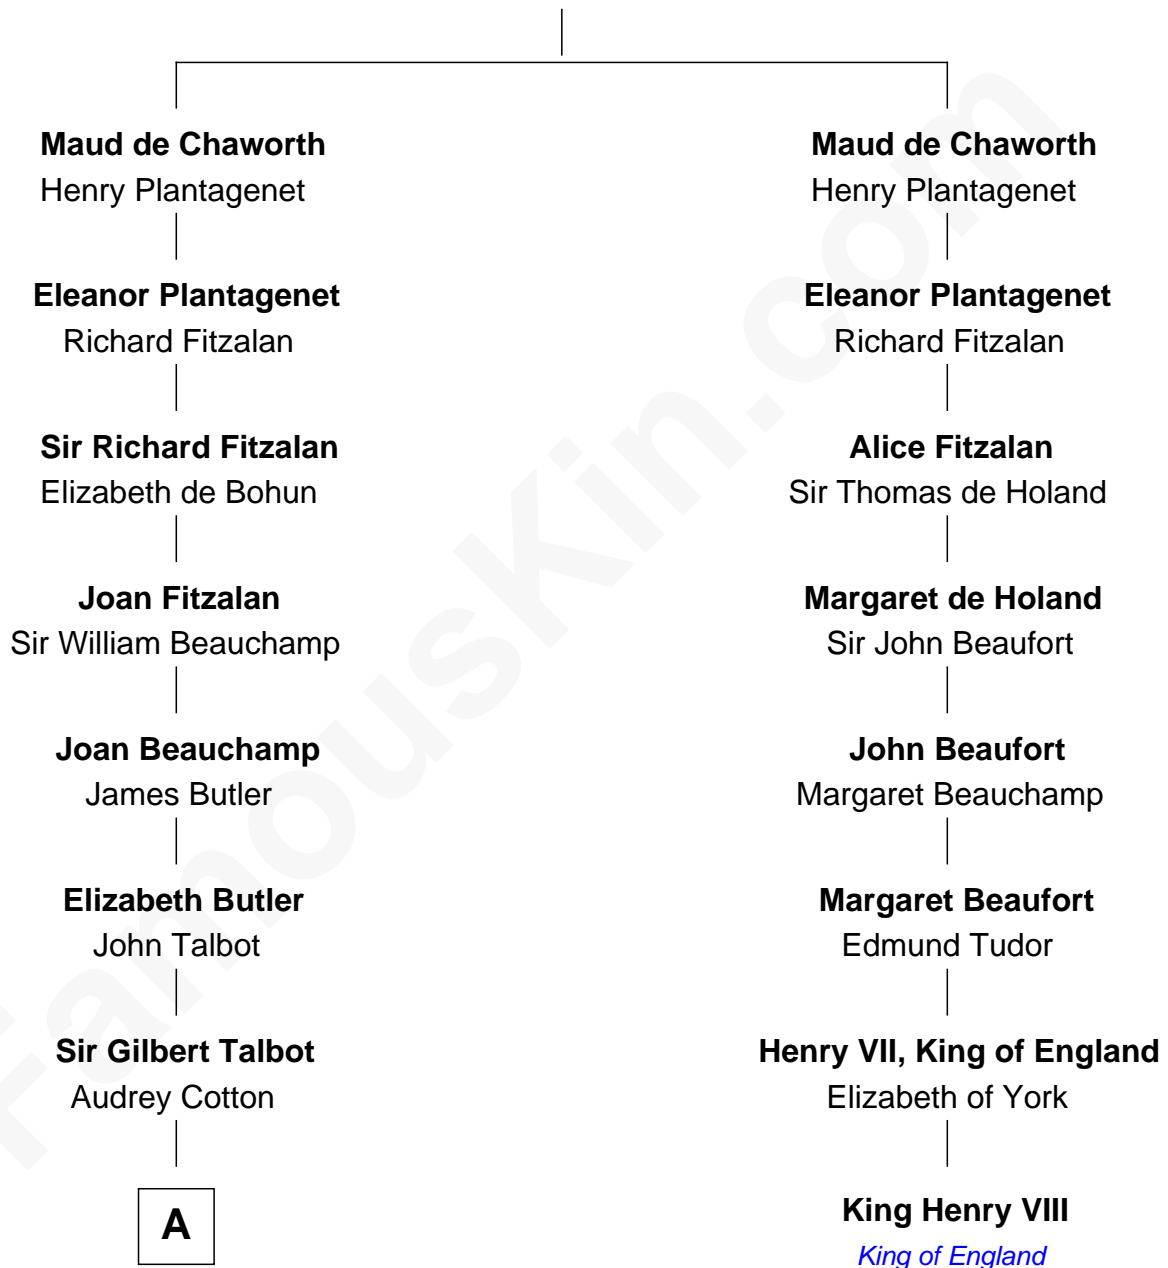 Maud de Chaworth
Henry Plantagenet
Eleanor Plantagenet
Richard Fitzalan
Sir Richard Fitzalan
Elizabeth de Bohun
Joan Fitzalan
Sir William Beauchamp
Joan Beauchamp
James Butler
Elizabeth Butler
John Talbot
Sir Gilbert Talbot
Audrey Cotton
A
Maud de Chaworth
Henry Plantagenet
Eleanor Plantagenet
Richard Fitzalan
Alice Fitzalan
Sir Thomas de Holand
Margaret de Holand
Sir John Beaufort
John Beaufort
Margaret Beauchamp
Margaret Beaufort
Edmund Tudor
Henry VII, King of England
Elizabeth of York
King Henry VIII
King of England
FamousKin.com